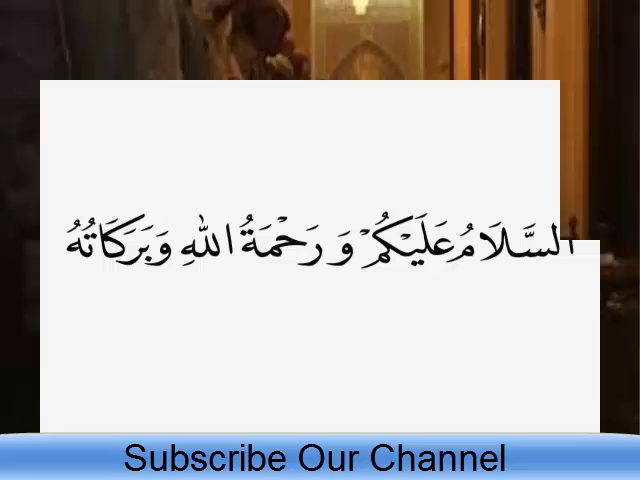 السَّلَامُ عَلَيْكُمْ وَ رَحْمَةُ اللهِ وَبَرَكَاتُهُ
Subscribe Our Channel